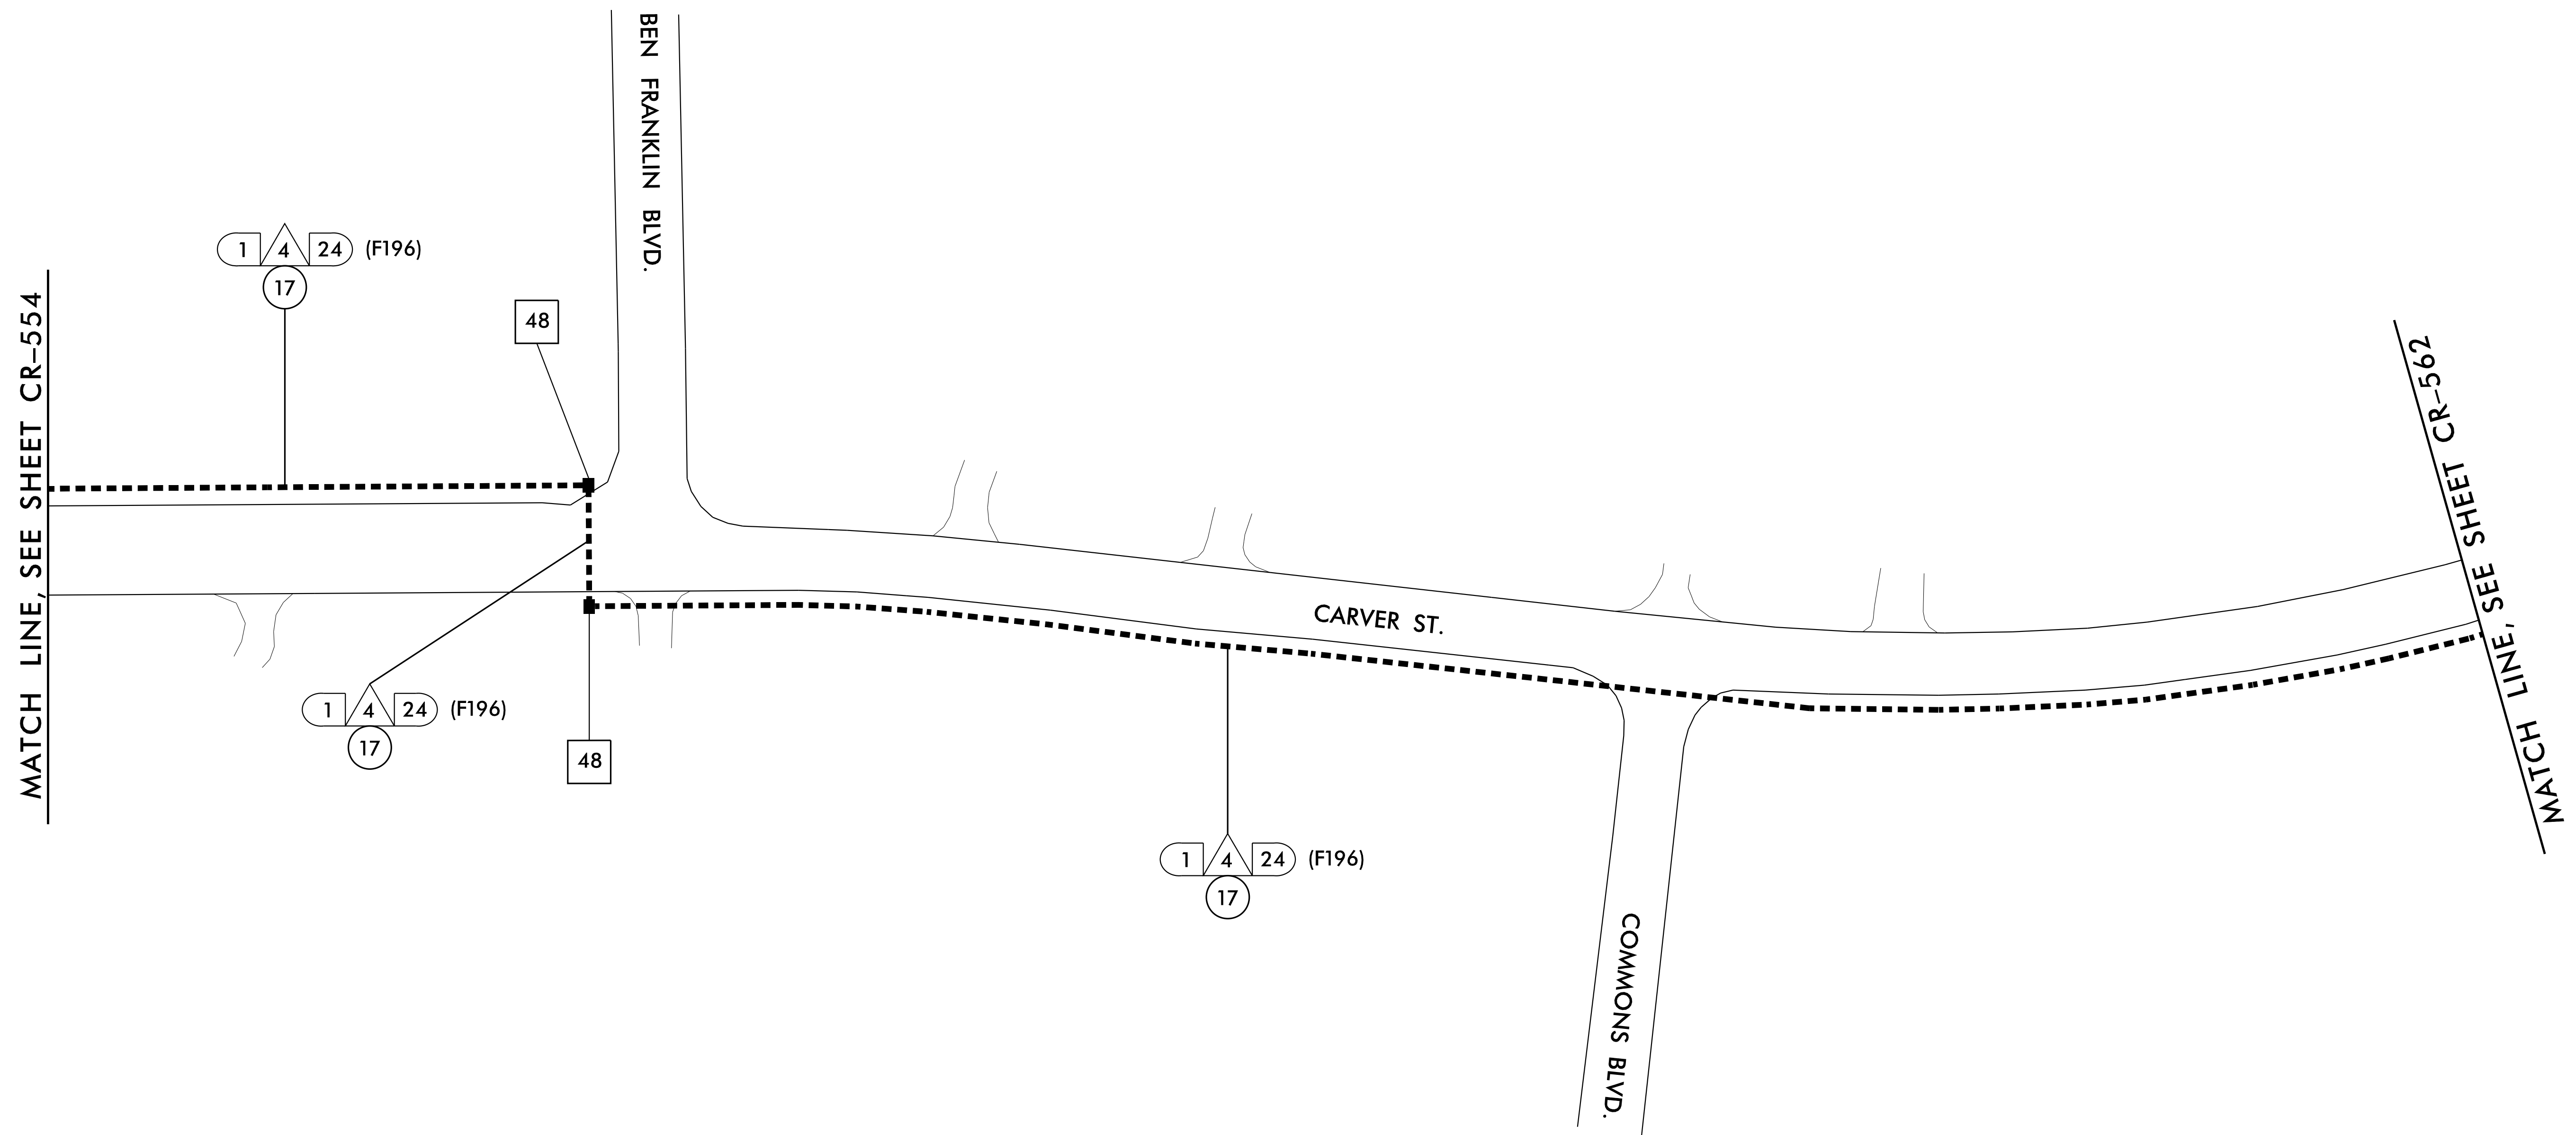 BEN FRANKLIN BLVD.
1 4 24 (F196)
17
48
MATCH LINE, SEE SHEET CR-554
MATCH LINE, SEE SHEET CR-562
CARVER ST.
1 4 24 (F196)
17
48
1 4 24 (F196)
17
COMMONS BLVD.